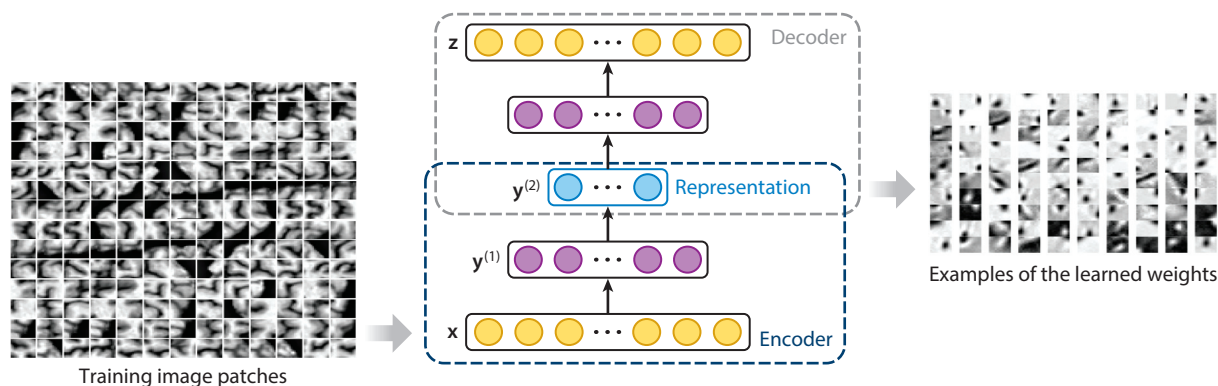 Decoder
z
y(2)
Representation
y(1)
x
Encoder
Training image patches
Examples of the learned weights